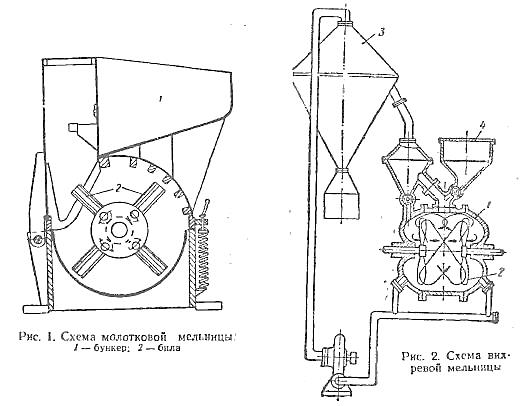 1
2
Рис. 1. Схема молотковой мельницы:
1 — бункер; 2 — била
3
4
1
2
Рис. 2. Схема вих-
ревой мельницы